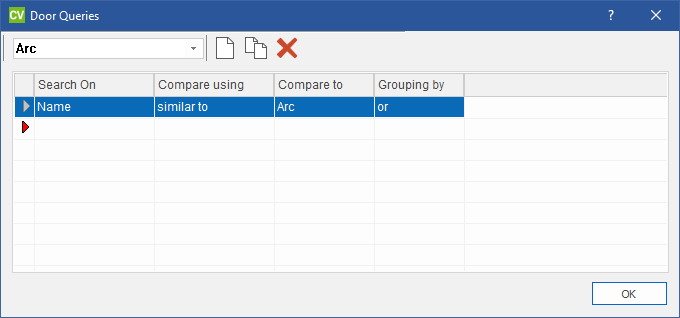 CV Door Queries ?
Arc
Search On Compare using Compare to Grouping by
Name similar to Arc or
OK